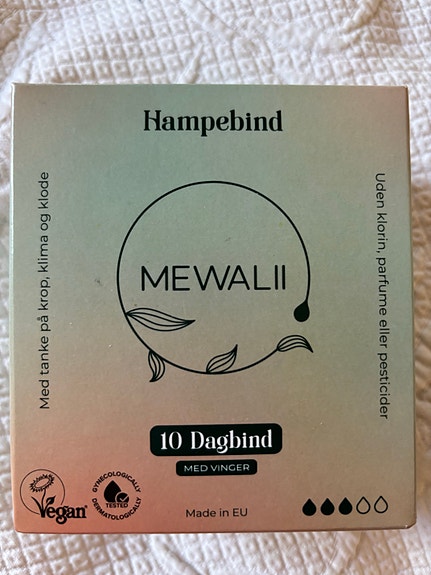 Hampebind
Med tanke på krop, klima og klode
Uden klorin, parfume eller pesticider
MEWALII
10 Dagbind
MED VINGER
Vegan
GYNECOLOGICALLY
TESTED
DERMATOLOGICALLY
Made in EU